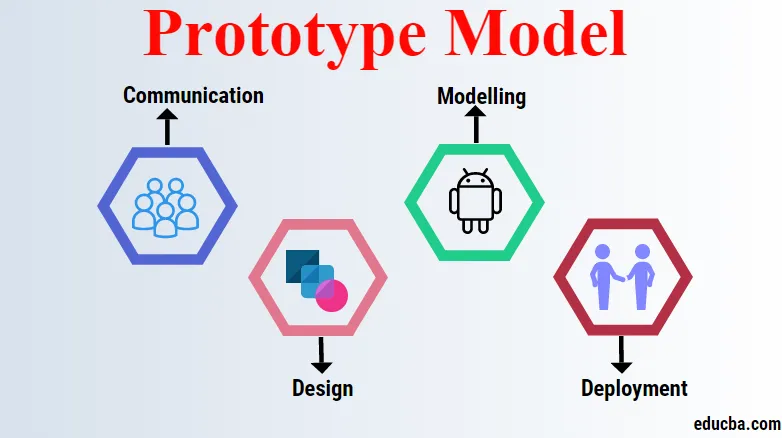 Prototype Model
Communication
Modelling
Design
Deployment
educba.com